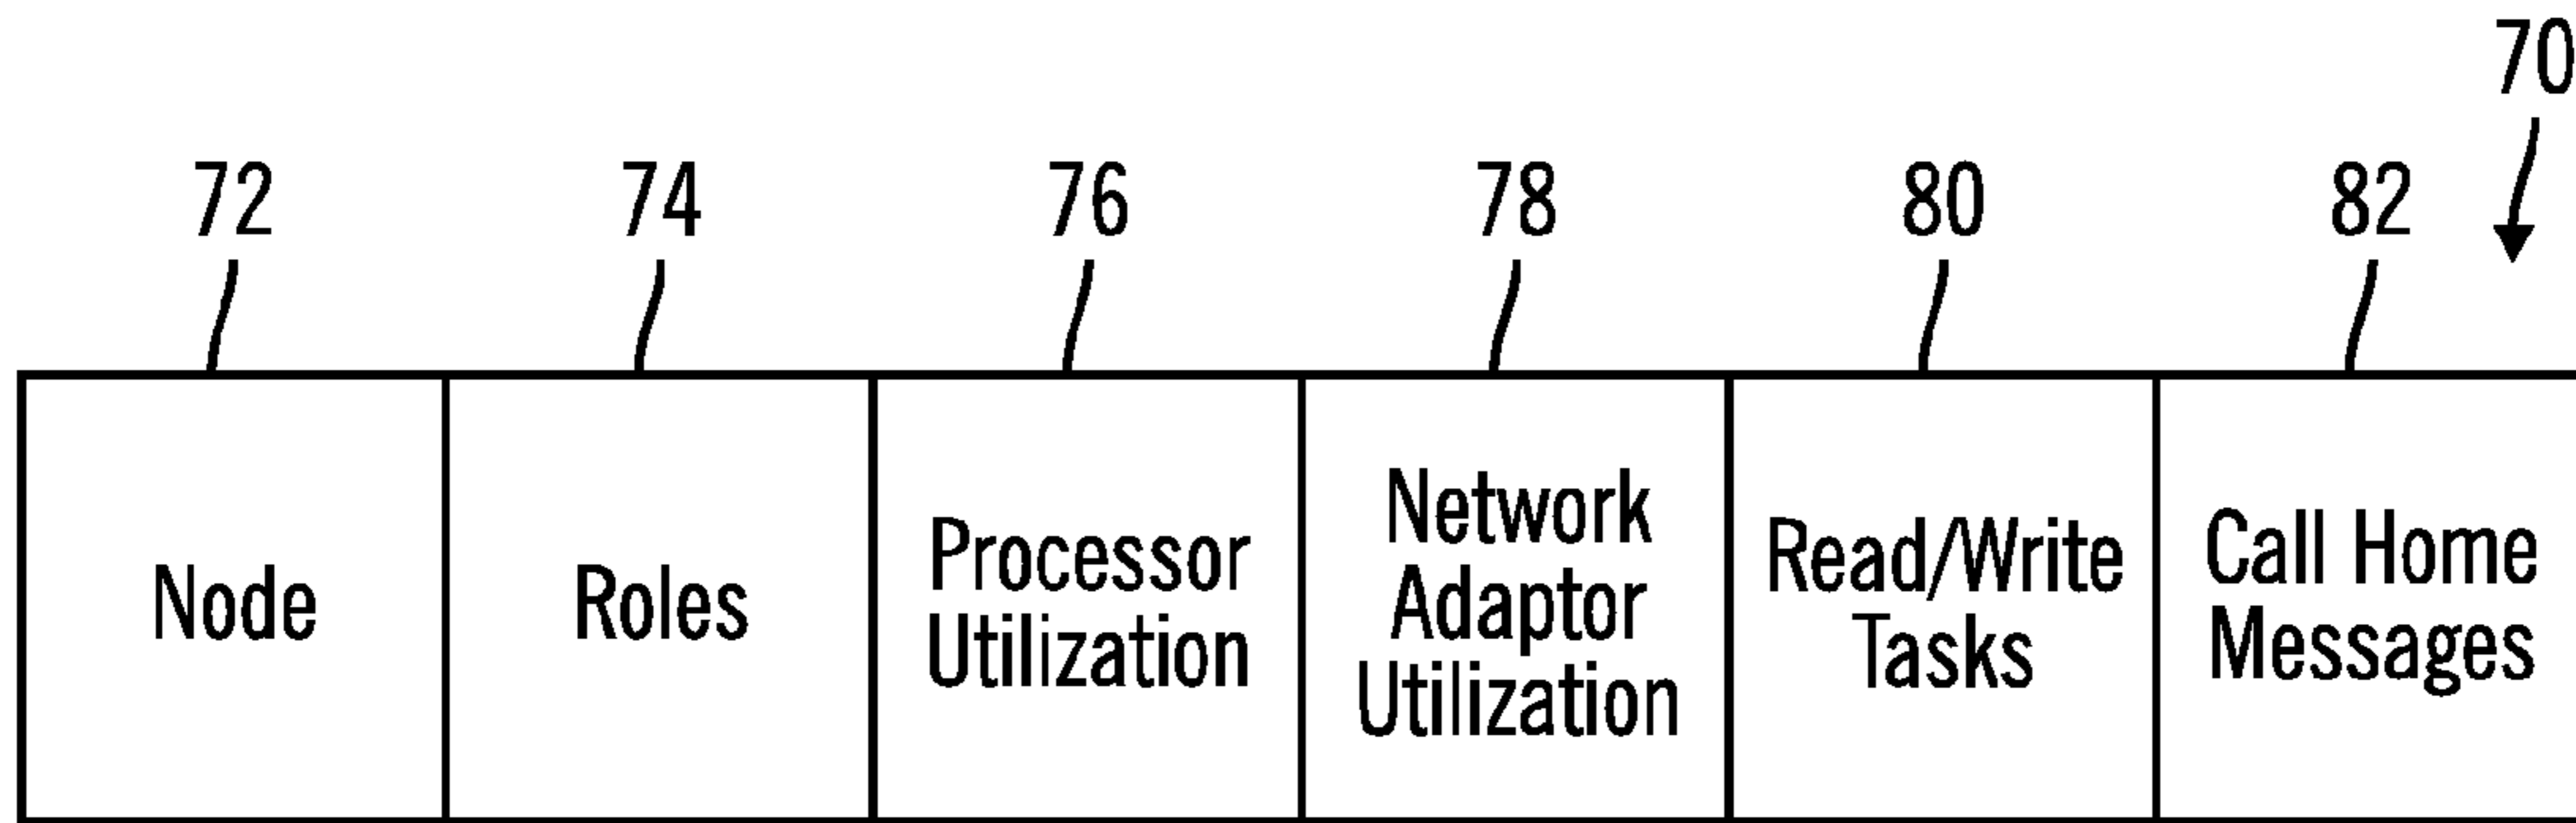 70
72 74 76 78 80 82
Node
Roles
Processor
Utilization
Network
Adaptor
Utilization
Read/Write
Tasks
Call Home
Messages